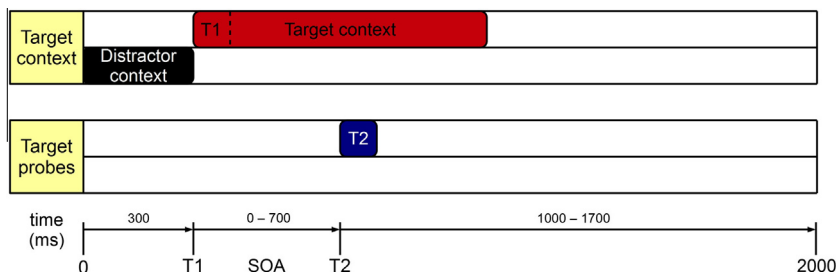 T1
Target context
Target
context
Distractor
context
T2
Target
probes
time
(ms)
300
0 – 700
1000 – 1700
0
T1
SOA
T2
2000